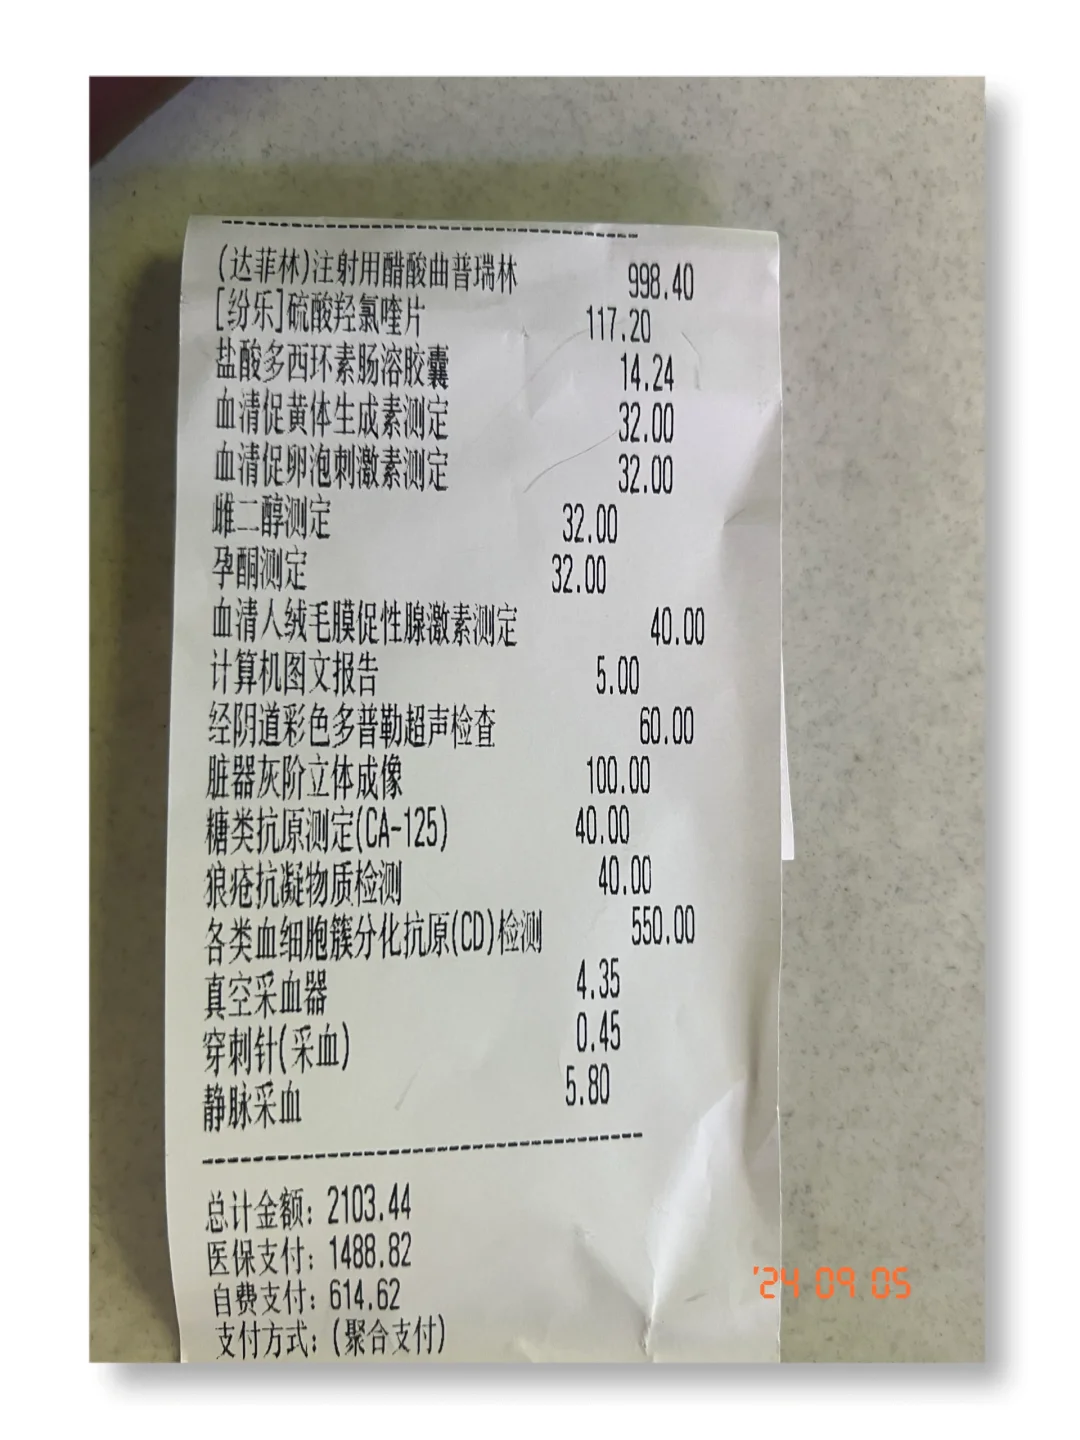 (达菲林)注射用醋酸曲普瑞林 998.40
[纷乐]硫酸羟氯喹片 117.20
盐酸多西环素肠溶胶囊 14.24
血清促黄体生成素测定 32.00
血清促卵泡刺激素测定 32.00
雌二醇测定 32.00
孕酮测定 32.00
血清人绒毛膜促性腺激素测定 40.00
计算机图文报告 5.00
经阴道彩色多普勒超声检查 60.00
脏器灰阶立体成像 100.00
糖类抗原测定(CA-125) 40.00
狼疮抗凝物质检测 40.00
各类血细胞簇分化抗原(CD)检测 550.00
真空采血器 4.35
穿刺针(采血) 0.45
静脉采血 5.80
总计金额: 2103.44
医保支付: 1488.82
自费支付: 614.62
支付方式: (聚合支付)
'24 09 05